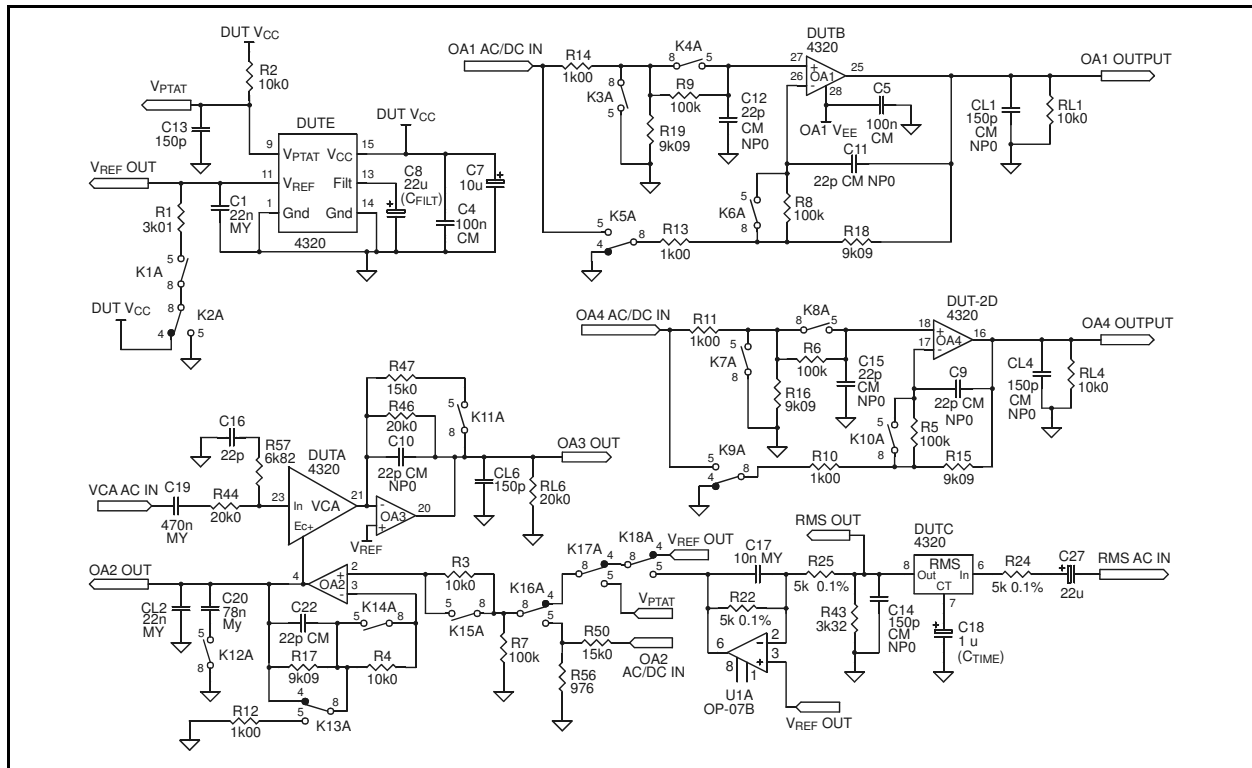 DUT VCC
R2
10k0
VPTAT
C13
150p
DUTE
DUT VCC
9
VPTAT
VCC
15
VREF OUT
11
VREF
Filt
13
1
Gnd
Gnd
14
4320
R1
3k01
C1
22n
MY
C8
22u
(CFILT)
C7
10u
C4
100n
CM
5
K1A
8
8
K2A
DUT VCC
4
5
OA1 AC/DC IN
R14
1k00
K4A
8
5
K3A
8
5
R9
100k
R19
9k09
C12
22p
CM
NP0
DUTB
4320
27
+
26
-
OA1
25
28
OA1 VEE
C5
100n
CM
C11
22p CM NP0
OA1 OUTPUT
CL1
150p
CM
NP0
RL1
10k0
5
K6A
8
R8
100k
K5A
5
4
8
R13
1k00
R18
9k09
OA4 AC/DC IN
R11
1k00
K8A
8
5
5
K7A
8
R6
100k
R16
9k09
C15
22p
CM
NP0
DUT-2D
4320
18
+
17
-
OA4
16
OA4 OUTPUT
CL4
150p
CM
NP0
RL4
10k0
C9
22p CM
NP0
5
K10A
8
R5
100k
K9A
5
4
8
R10
1k00
R15
9k09
R47
15k0
R46
20k0
C10
22p CM
NP0
5
K11A
8
C16
22p
R57
6k82
DUTA
4320
VCA AC IN
C19
470n
MY
R44
20k0
23
In
VCA
Ec+
21
-
+
OA3
20
VREF
OA3 OUT
CL6
150p
RL6
20k0
OA2 OUT
4
OA2
+
-
2
3
CL2
22n
MY
C20
78n
My
5
K12A
8
C22
22p CM
K14A
5
8
R17
9k09
R4
10k0
4
8
5
K13A
R12
1k00
R3
10k0
5
8
K15A
R7
100k
K16A
8
4
5
R50
15k0
OA2
AC/DC IN
R56
976
K17A
8
4
5
VPTAT
K18A
8
4
5
VREF OUT
C17
10n MY
R22
5k 0.1%
6
2
-
3
+
8
1
U1A
OP-07B
VREF OUT
R25
5k 0.1%
RMS OUT
R43
3k32
C14
150p
CM
NP0
DUTC
4320
8
Out
RMS
In
6
CT
7
C18
1 u
(CTIME)
R24
5k 0.1%
C27
22u
RMS AC IN